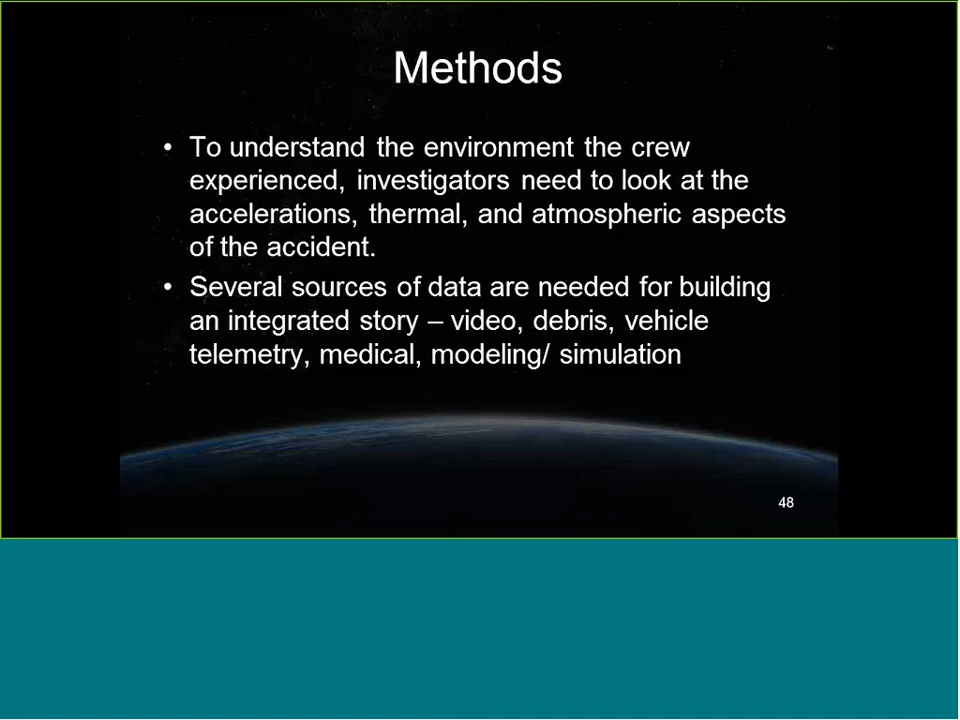 Methods
• To understand the environment the crew
experienced, investigators need to look at the
accelerations, thermal, and atmospheric aspects
of the accident.
• Several sources of data are needed for building
an integrated story – video, debris, vehicle
telemetry, medical, modeling/ simulation
48